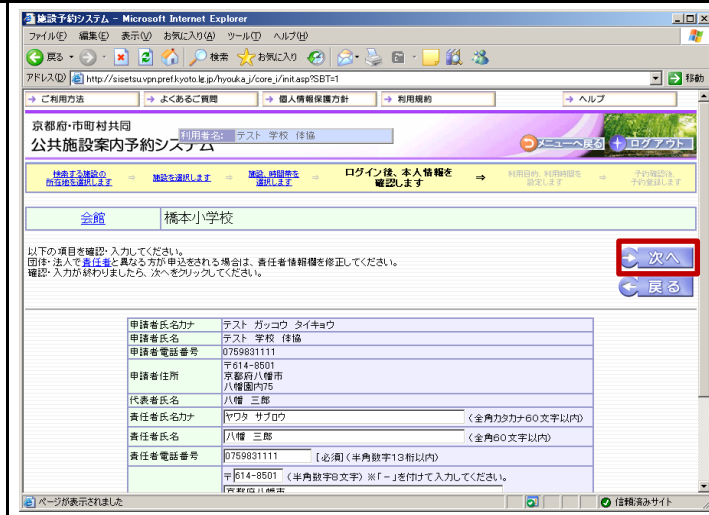 施設予約システム - Microsoft Internet Explorer
ファイル(F) 編集(E) 表示(V) お気に入り(A) ツール(T) ヘルプ(H)
戻る 検索 お気に入り
アドレス(D) http://sisetsu.vpn.pref.kyoto.lg.jp/hyouka_j/core_i/init.asp?SBT=1 移動
ご利用方法 よくあるご質問 個人情報保護方針 利用規約 ヘルプ
京都府・市町村共同
公共施設案内予約システム
利用者名: テスト 学校 体協
メニューへ戻る ログアウト
検索する施設の所在地を選択します ⇒ 施設を選択します ⇒ 施設、時間帯を選択します ⇒ ログイン後、本人情報を確認します ⇒ 利用目的、利用時間を設定します ⇒ 予約確認後、予約登録します
会館 橋本小学校
以下の項目を確認・入力してください。
団体・法人で責任者と異なる方が申込をされる場合は、責任者情報欄を修正してください。
確認・入力が終わりましたら、次へをクリックしてください。
次へ
戻る
申請者氏名カナ テスト ガッコウ タイキョウ
申請者氏名 テスト 学校 体協
申請者電話番号 0759831111
申請者住所 〒614-8501
京都府八幡市
八幡園内75
代表者氏名 八幡 三郎
責任者氏名カナ ヤワタ サブロウ (全角カタカナ60文字以内)
責任者氏名 八幡 三郎 (全角60文字以内)
責任者電話番号 0759831111 [必須](半角数字13桁以内)
〒614-8501 (半角数字8文字) ※「-」を付けて入力してください。
京都府八幡市
ページが表示されました 信頼済みサイト